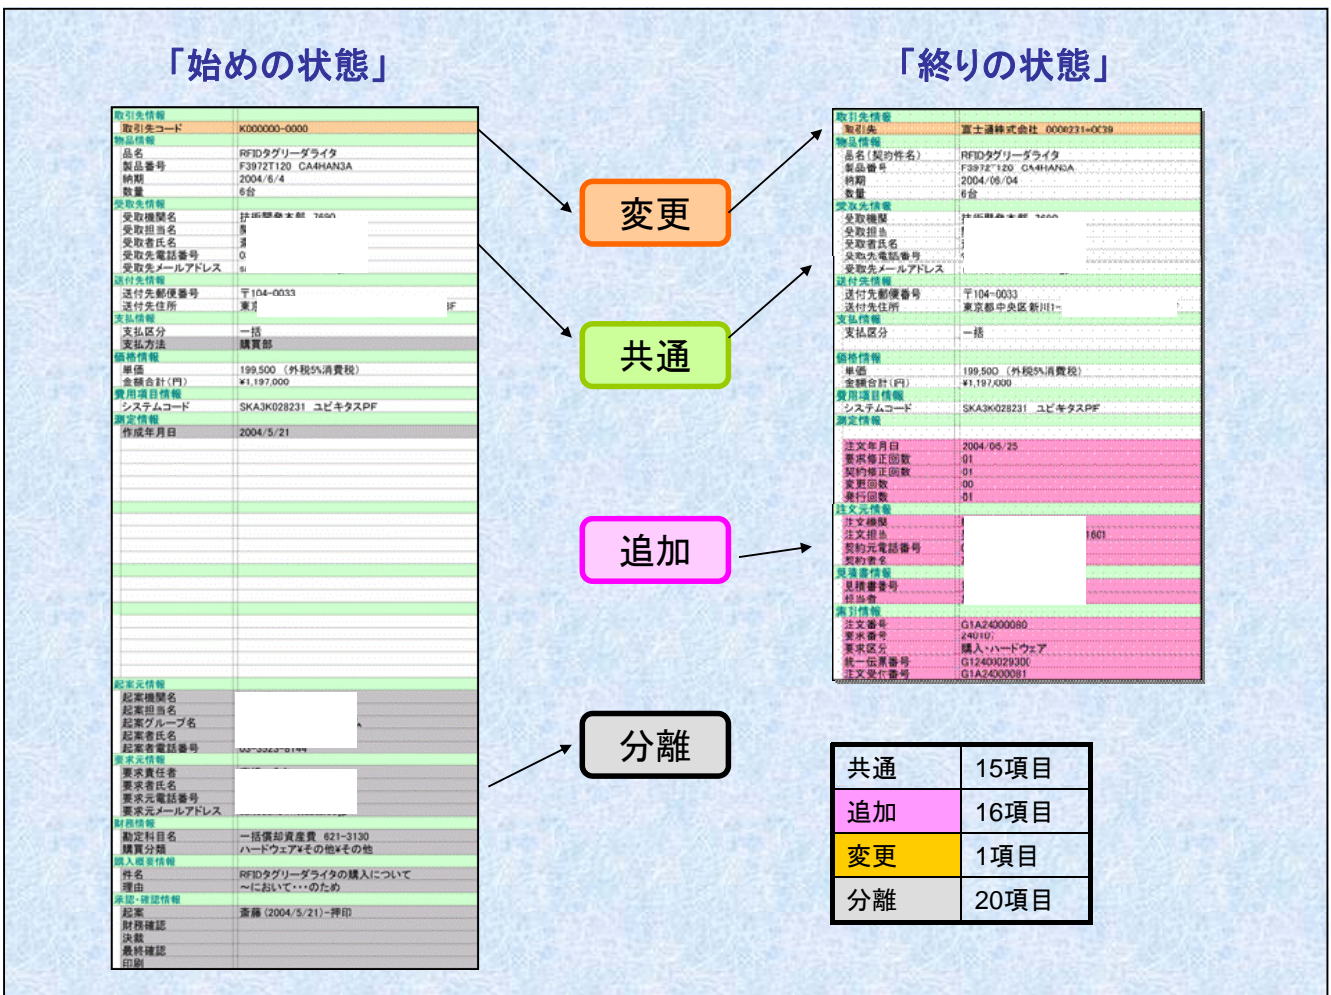 「始めの状態」
取引先情報
取引先コード K000000-0000
物品情報
品名 RFIDタグリーダライタ
製品番号 F3972T120 CA4HAN3A
納期 2004/6/4
数量 6台
受取先情報
受取機関名 技術開発本部 7690
受取担当名
受取者氏名
受取先電話番号
受取先メールアドレス
送付先情報
送付先郵便番号 〒104-0033
送付先住所 東京
支払情報
支払区分 一括
支払方法 購買部
価格情報
単価 199,500 (外税5%消費税)
金額合計(円) ¥1,197,000
費用項目情報
システムコード SKA3K028231 ユビキタスPF
測定情報
作成年月日 2004/5/21
起案元情報
起案機関名
起案担当名
起案グループ名
起案者氏名
起案者電話番号 03-3523-6144
要求元情報
要求責任者
要求者氏名
要求元電話番号
要求元メールアドレス
財務情報
勘定科目名 一括償却資産費 621-3130
購買分類 ハードウェア¥その他¥その他
購入概要情報
件名 RFIDタグリーダライタの購入について
理由 ～において・・・のため
承認・確認情報
起案 斎藤(2004/5/21)-押印
財務確認
決裁
最終確認
印刷
変更
共通
追加
分離
「終りの状態」
取引先情報
取引先 富士通株式会社 0000231-0C39
物品情報
品名(契約件名) RFIDタグリーダライタ
製品番号 F3972T120 CA4HAN3A
納期 2004/06/04
数量 6台
受取先情報
受取機関 技術開発本部 7690
受取担当
受取者氏名
受取先電話番号
受取先メールアドレス
送付先情報
送付先郵便番号 〒104-0033
送付先住所 東京都中央区新川1-
支払情報
支払区分 一括
価格情報
単価 199,500 (外税5%消費税)
金額合計(円) ¥1,197,000
費用項目情報
システムコード SKA3K028231 ユビキタスPF
測定情報
注文年月日 2004/05/25
要求修正回数 01
契約修正回数 01
変更回数 00
発行回数 01
注文元情報
注文機関
注文担当 1601
契約元電話番号
契約者名
見積書情報
見積書番号
担当者
索引情報
注文番号 G1A24000080
要求番号 240107
要求区分 購入・ハードウェア
統一伝票番号 G12400029300
注文受付番号 G1A24000081
共通 15項目
追加 16項目
変更 1項目
分離 20項目